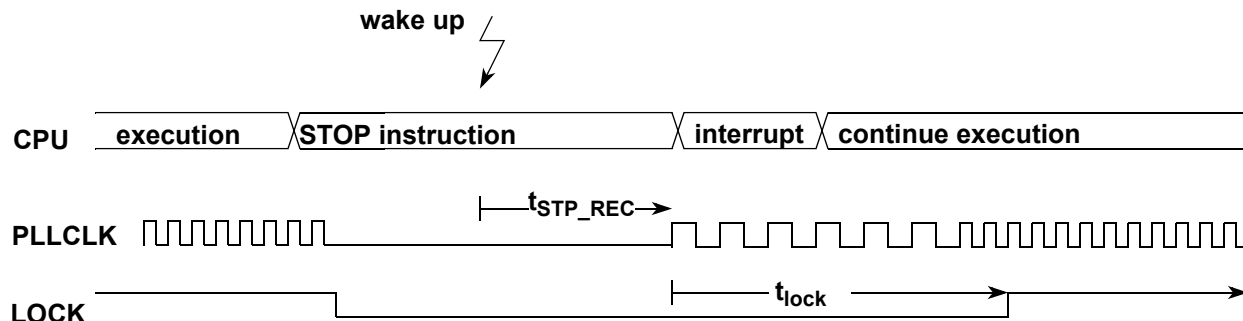 wake up
CPU execution STOP instruction interrupt continue execution
tSTP_REC
PLLCLK
tlock
LOCK